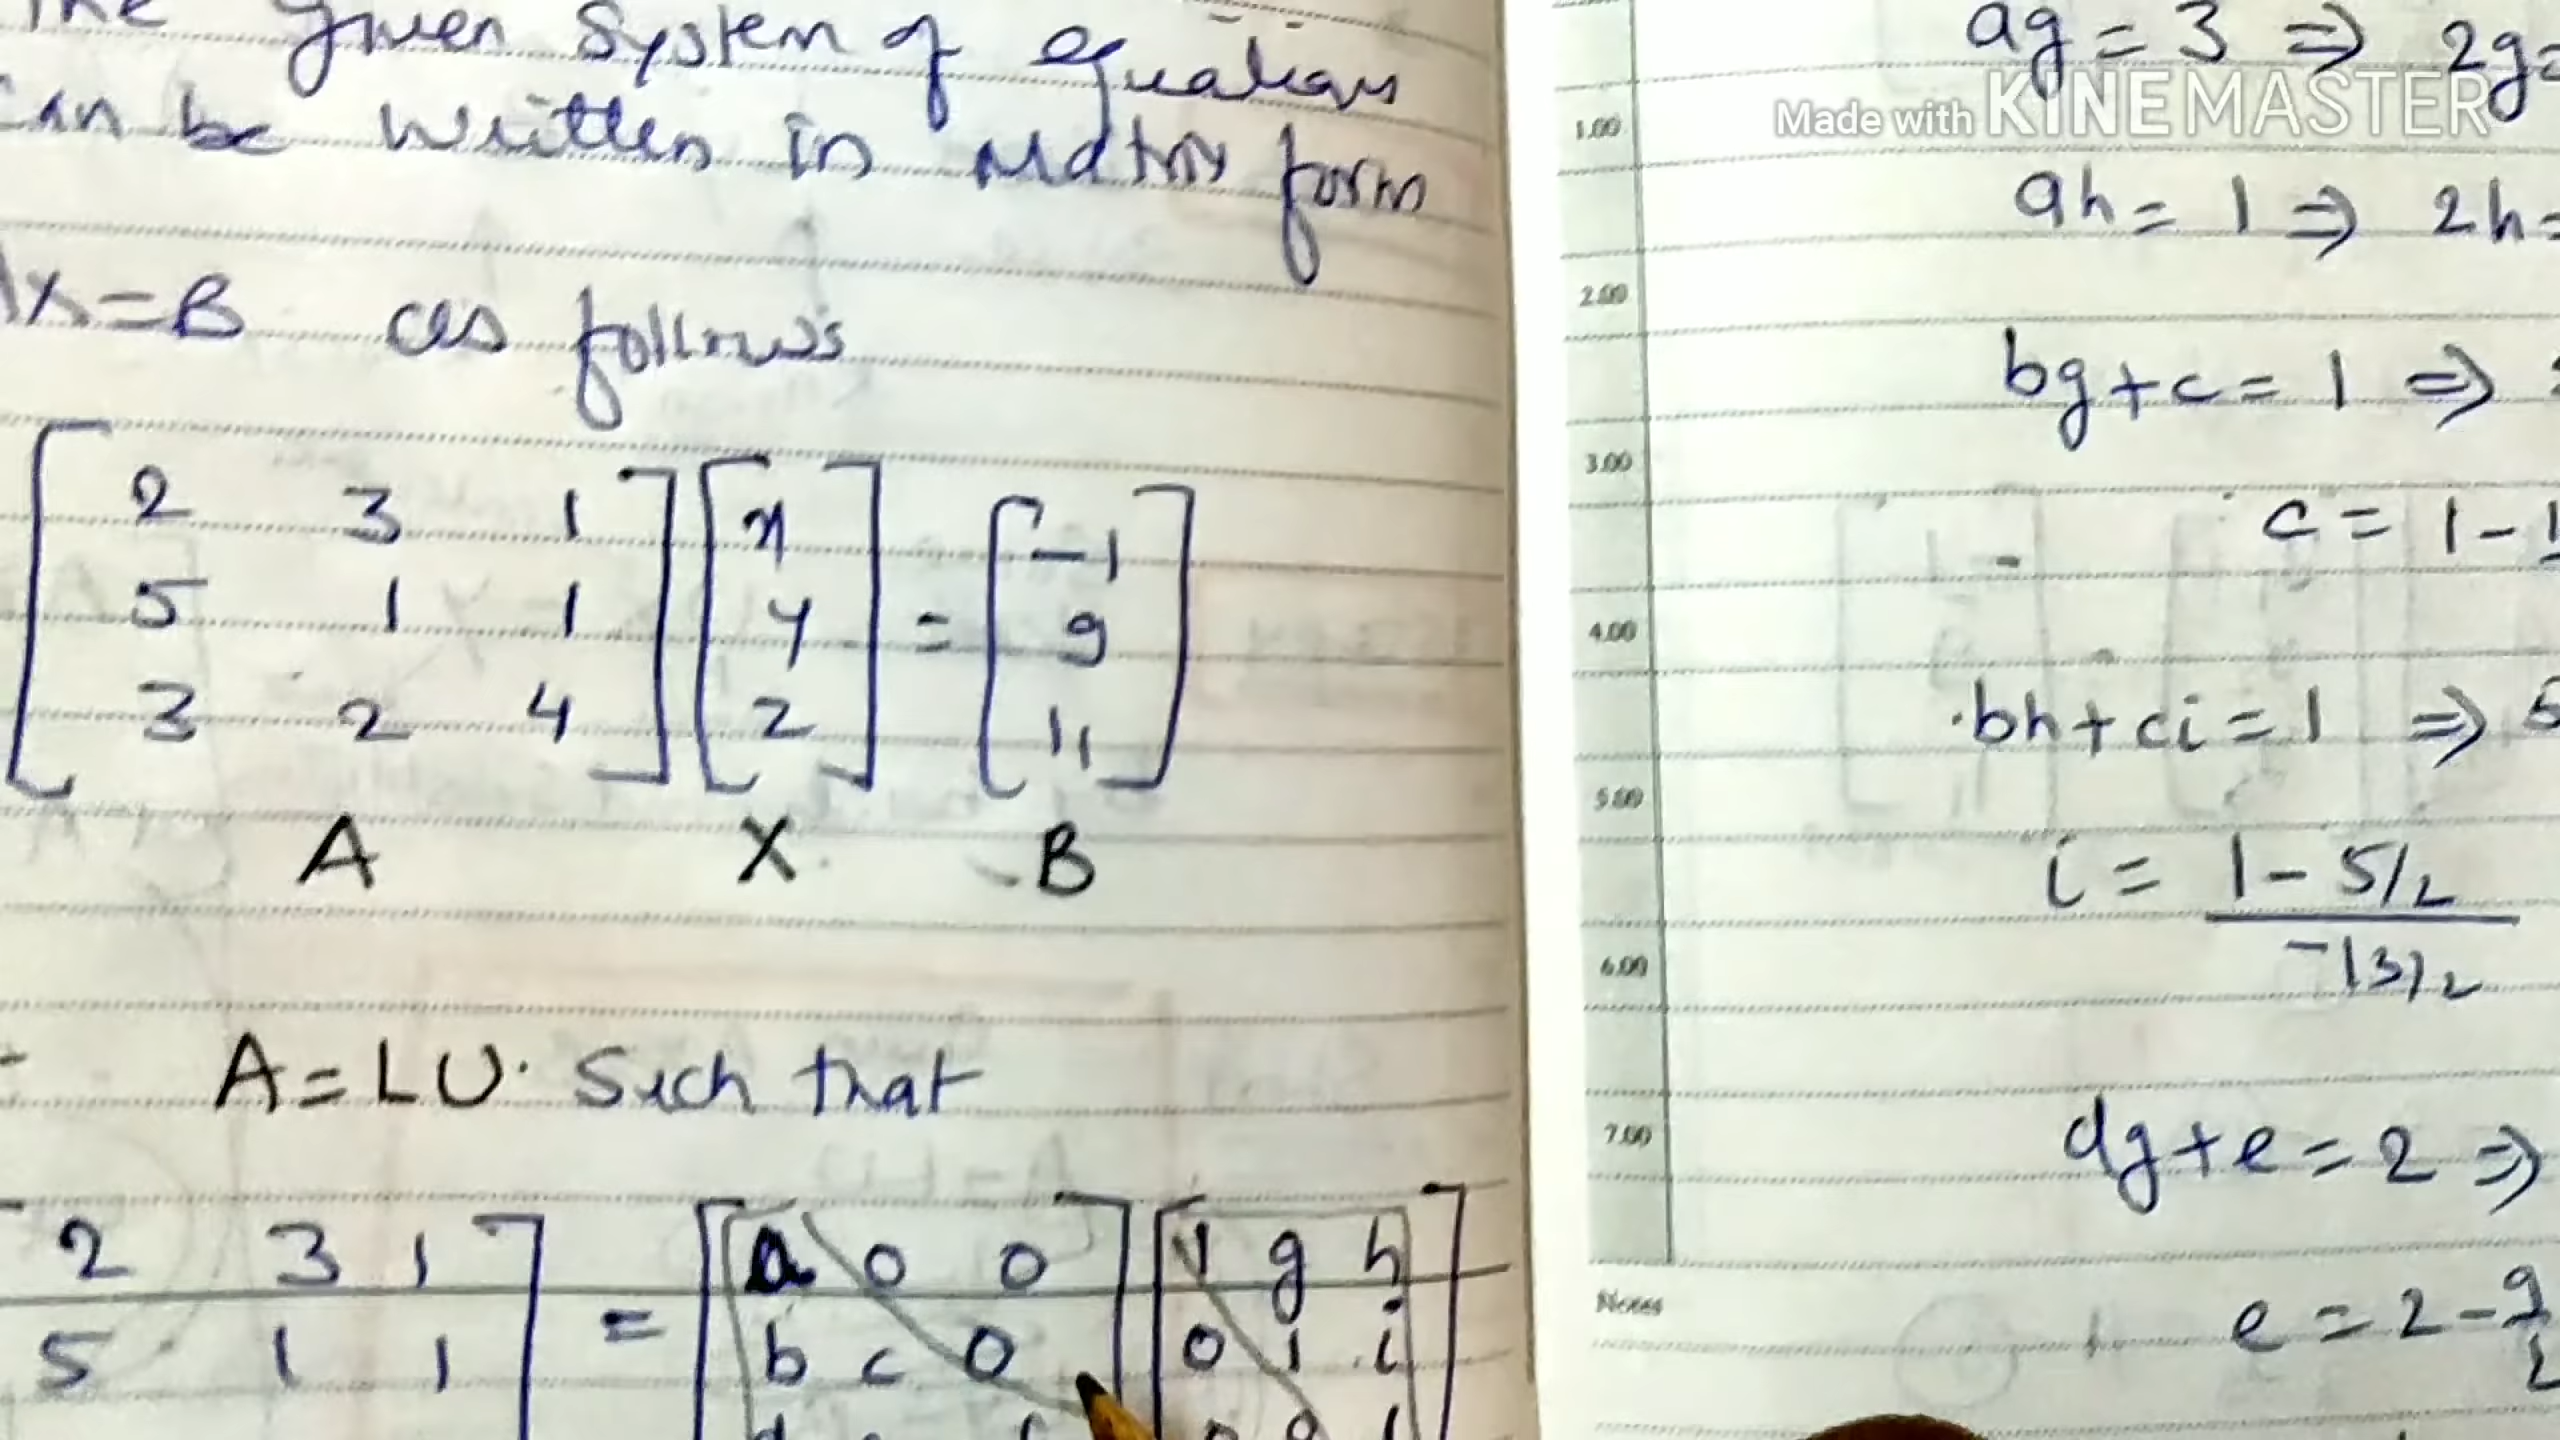 The given System of equations
can be written in Matrix form
AX=B as follows
2 3 1 x -1
5 1 1 y = 9
3 2 4 z 11
A X B
A=LU. Such that
2 3 1 a 0 0 1 g h
5 1 1 = b c 0 0 1 i
ag = 3 ⇒ 2g=
Made with KINEMASTER
1.00
ah = 1 ⇒ 2h=
2.00
bg+c = 1 ⇒
3.00
c = 1-1
4.00
bh+ci = 1 ⇒ 5
5.00
i = 1 - 5/2
-13/2
6.00
7.00
dg+e = 2 ⇒
Notes
e = 2-9/2